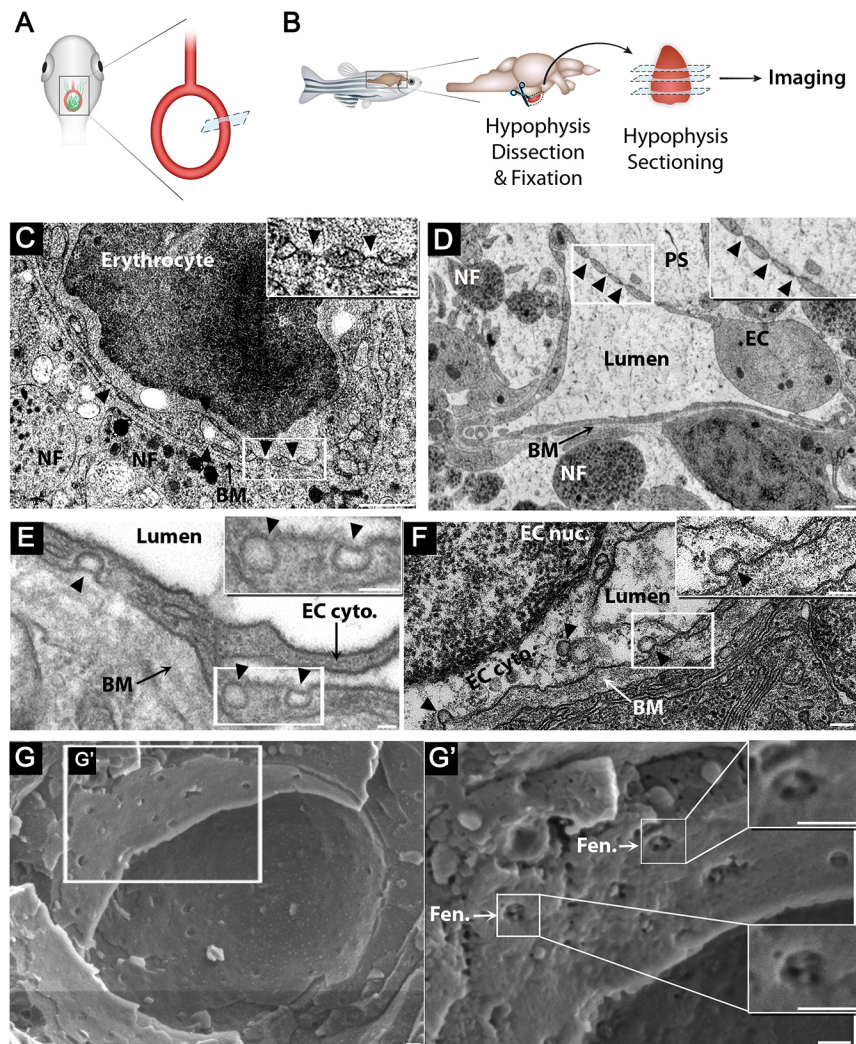 A
B
Hypophysis
Dissection
& Fixation
Hypophysis
Sectioning
Imaging
C
Erythrocyte
NF
NF
BM
D
NF
PS
EC
Lumen
BM
NF
E
Lumen
EC cyto.
BM
F
EC nuc.
Lumen
EC cyto.
BM
G
G'
G'
Fen.
Fen.